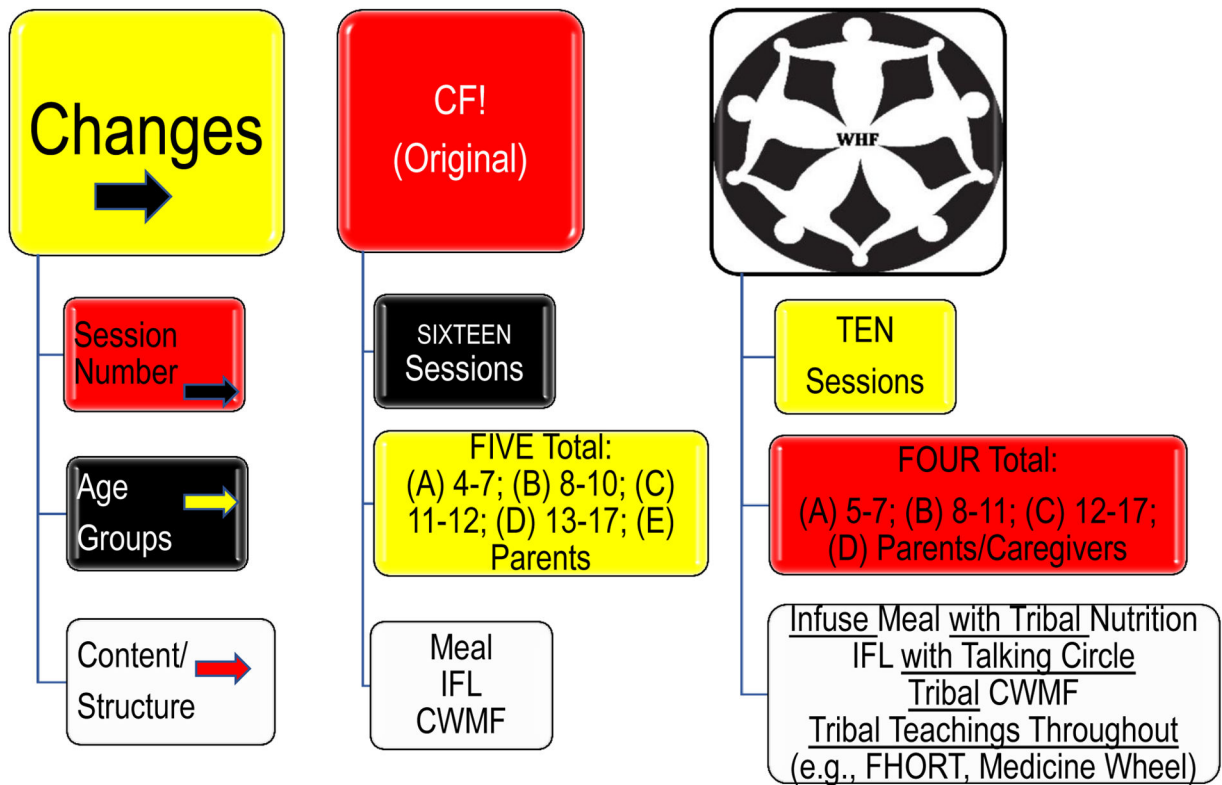 Changes
CF!
(Original)
WHF
Session
Number
SIXTEEN
Sessions
TEN
Sessions
Age
Groups
FIVE Total:
(A) 4-7; (B) 8-10; (C)
11-12; (D) 13-17; (E)
Parents
FOUR Total:
(A) 5-7; (B) 8-11; (C) 12-17;
(D) Parents/Caregivers
Content/
Structure
Meal
IFL
CWMF
Infuse Meal with Tribal Nutrition
IFL with Talking Circle
Tribal CWMF
Tribal Teachings Throughout
(e.g., FHORT, Medicine Wheel)